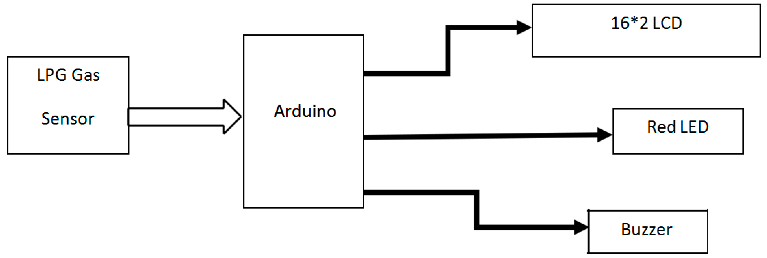 LPG Gas
Sensor
Arduino
16*2 LCD
Red LED
Buzzer